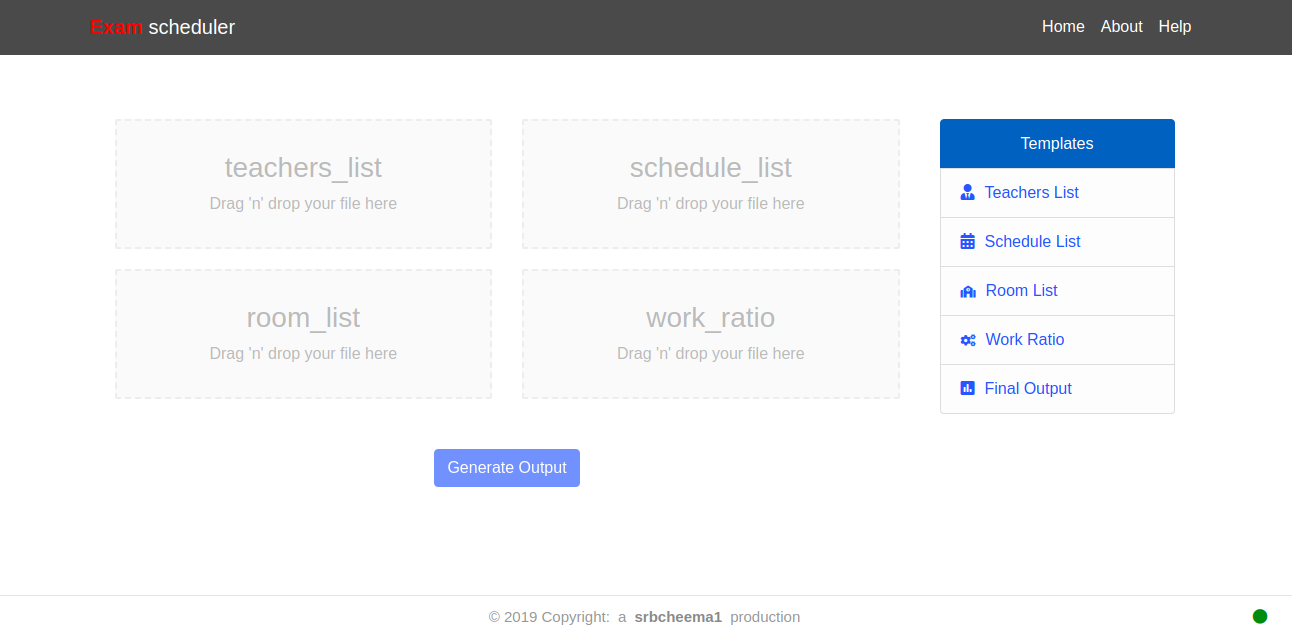 Exam scheduler
Home About Help
teachers_list
Drag 'n' drop your file here
schedule_list
Drag 'n' drop your file here
room_list
Drag 'n' drop your file here
work_ratio
Drag 'n' drop your file here
Generate Output
Templates
Teachers List
Schedule List
Room List
Work Ratio
Final Output
© 2019 Copyright: a srbcheema1 production